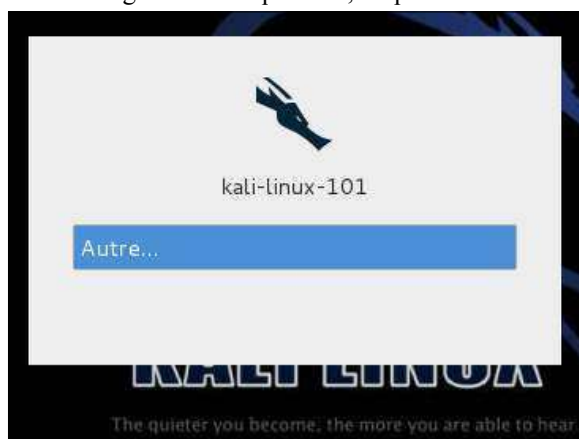 kali-linux-101
Autre...
KALI LINUX
The quieter you become, the more you are able to hear